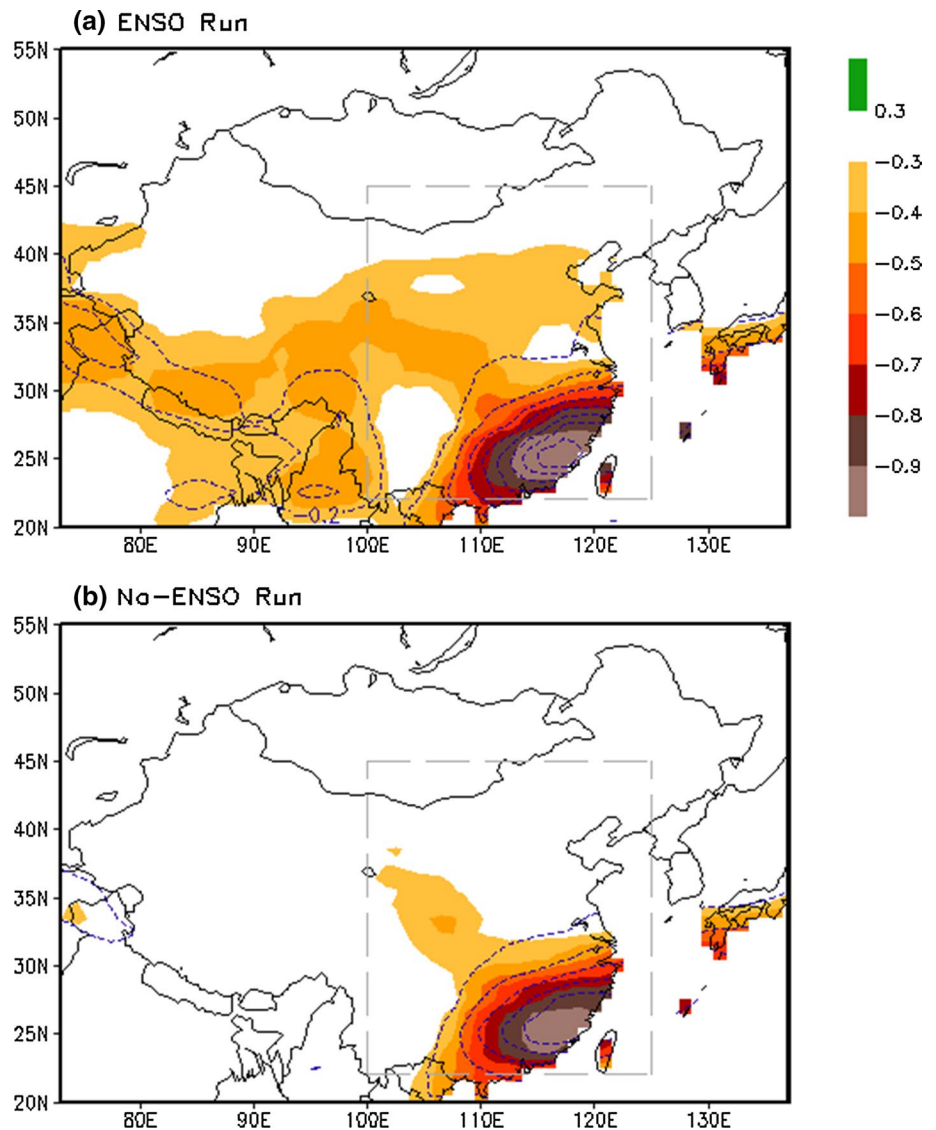 (a) ENSO Run
55N
50N
45N
40N
35N
30N
25N
20N
80E 90E 100E 110E 120E 130E
-0.2
0.3
-0.3
-0.4
-0.5
-0.6
-0.7
-0.8
-0.9
(b) Na-ENSO Run
55N
50N
45N
40N
35N
30N
25N
20N
80E 90E 100E 110E 120E 130E